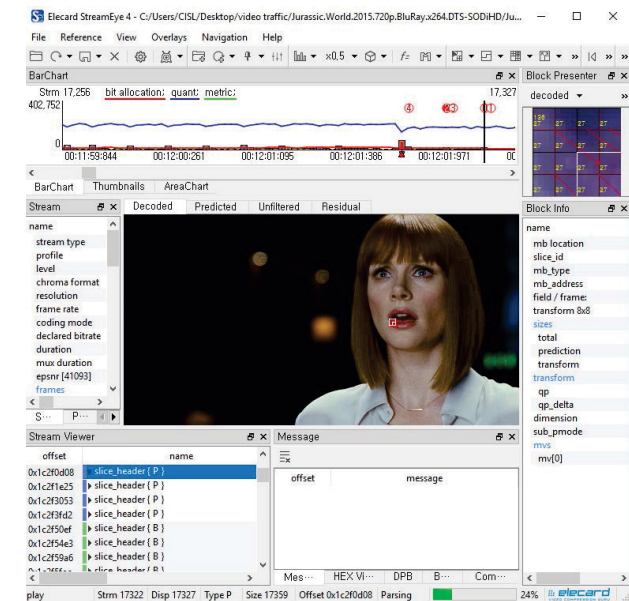 Elecard StreamEye 4 - C:/Users/CISL/Desktop/video traffic/Jurassic.World.2015.720p.BluRay.x264.DTS-SODiHD/Ju...
File Reference View Overlays Navigation Help
x0,5
BarChart
Block Presenter
Strm 17,256 bit allocation; quant; metric; 17,327
decoded
402,752
0
00:11:59:844 00:12:00:261 00:12:01:095 00:12:01:386 00:12:01:971
BarChart Thumbnails AreaChart
Stream
Decoded Predicted Unfiltered Residual
Block Info
name
stream type
profile
level
chroma format
resolution
frame rate
coding mode
declared bitrate
duration
mux duration
epsnr [41093]
frames
S... P...
name
mb location
slice_id
mb_type
mb_address
field / frame:
transform 8x8
sizes
total
prediction
transform
transform
qp
qp_delta
dimension
sub_pmode
mvs
mv[0]
Stream Viewer
Message
offset name
0x1c2f0d08 slice_header { P }
0x1c2f1e25 slice_header { P }
0x1c2f3053 slice_header { P }
0x1c2f3fd2 slice_header { P }
0x1c2f50ef slice_header { B }
0x1c2f54e3 slice_header { B }
0x1c2f59a6 slice_header { B }
offset message
Mes... HEX Vi... DPB B... Com...
play Strm 17322 Disp 17327 Type P Size 17359 Offset 0x1c2f0d08 Parsing 24% elecard